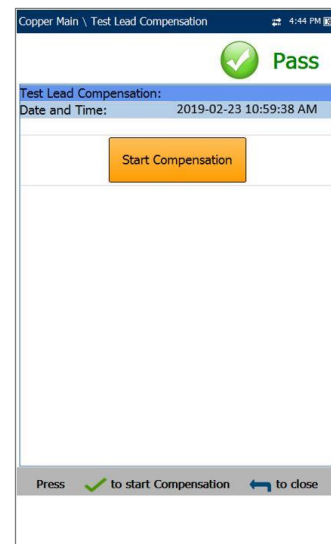 Copper Main \ Test Lead Compensation 4:44 PM
Pass
Test Lead Compensation:
Date and Time: 2019-02-23 10:59:38 AM
Start Compensation
Press to start Compensation to close